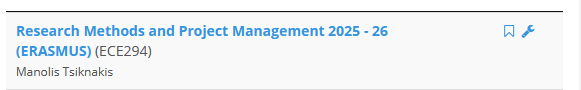 Research Methods and Project Management 2025 - 26
(ERASMUS) (ECE294)
Manolis Tsiknakis